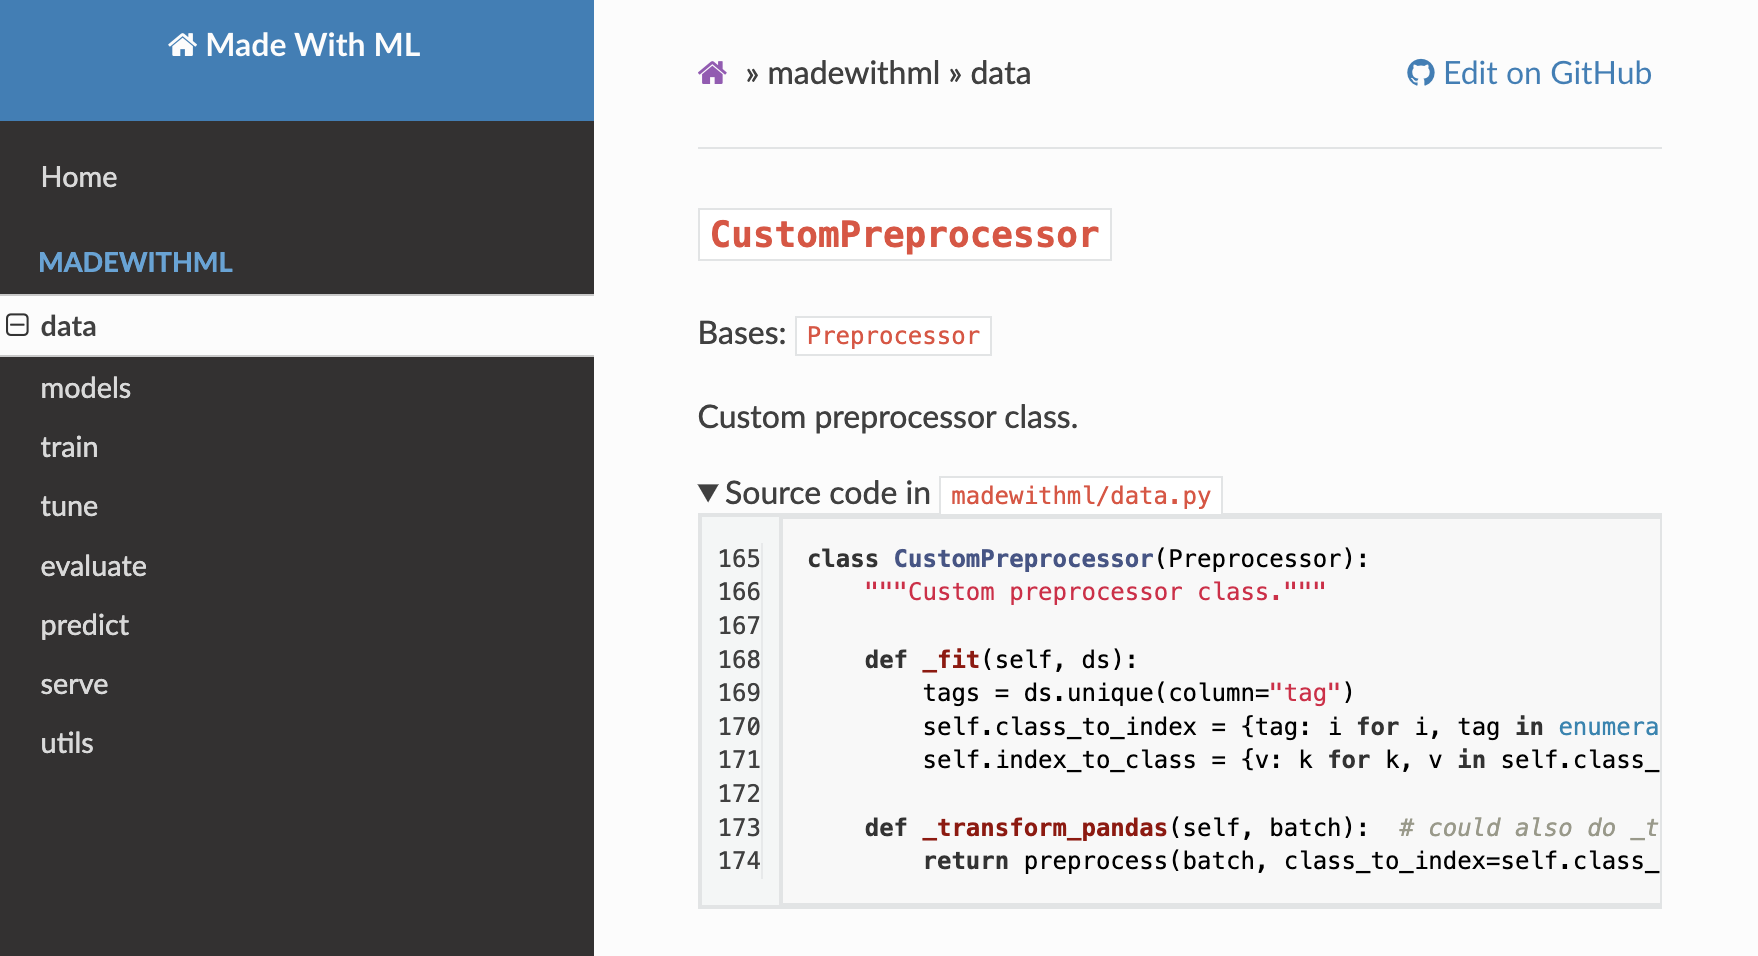 Made With ML
Home
MADEWITHML
data
models
train
tune
evaluate
predict
serve
utils
» madewithml » data
Edit on GitHub
CustomPreprocessor
Bases: Preprocessor
Custom preprocessor class.
Source code in madewithml/data.py
165 class CustomPreprocessor(Preprocessor):
166     """Custom preprocessor class."""
167
168     def _fit(self, ds):
169         tags = ds.unique(column="tag")
170         self.class_to_index = {tag: i for i, tag in enumera
171         self.index_to_class = {v: k for k, v in self.class_
172
173     def _transform_pandas(self, batch):  # could also do _t
174         return preprocess(batch, class_to_index=self.class_